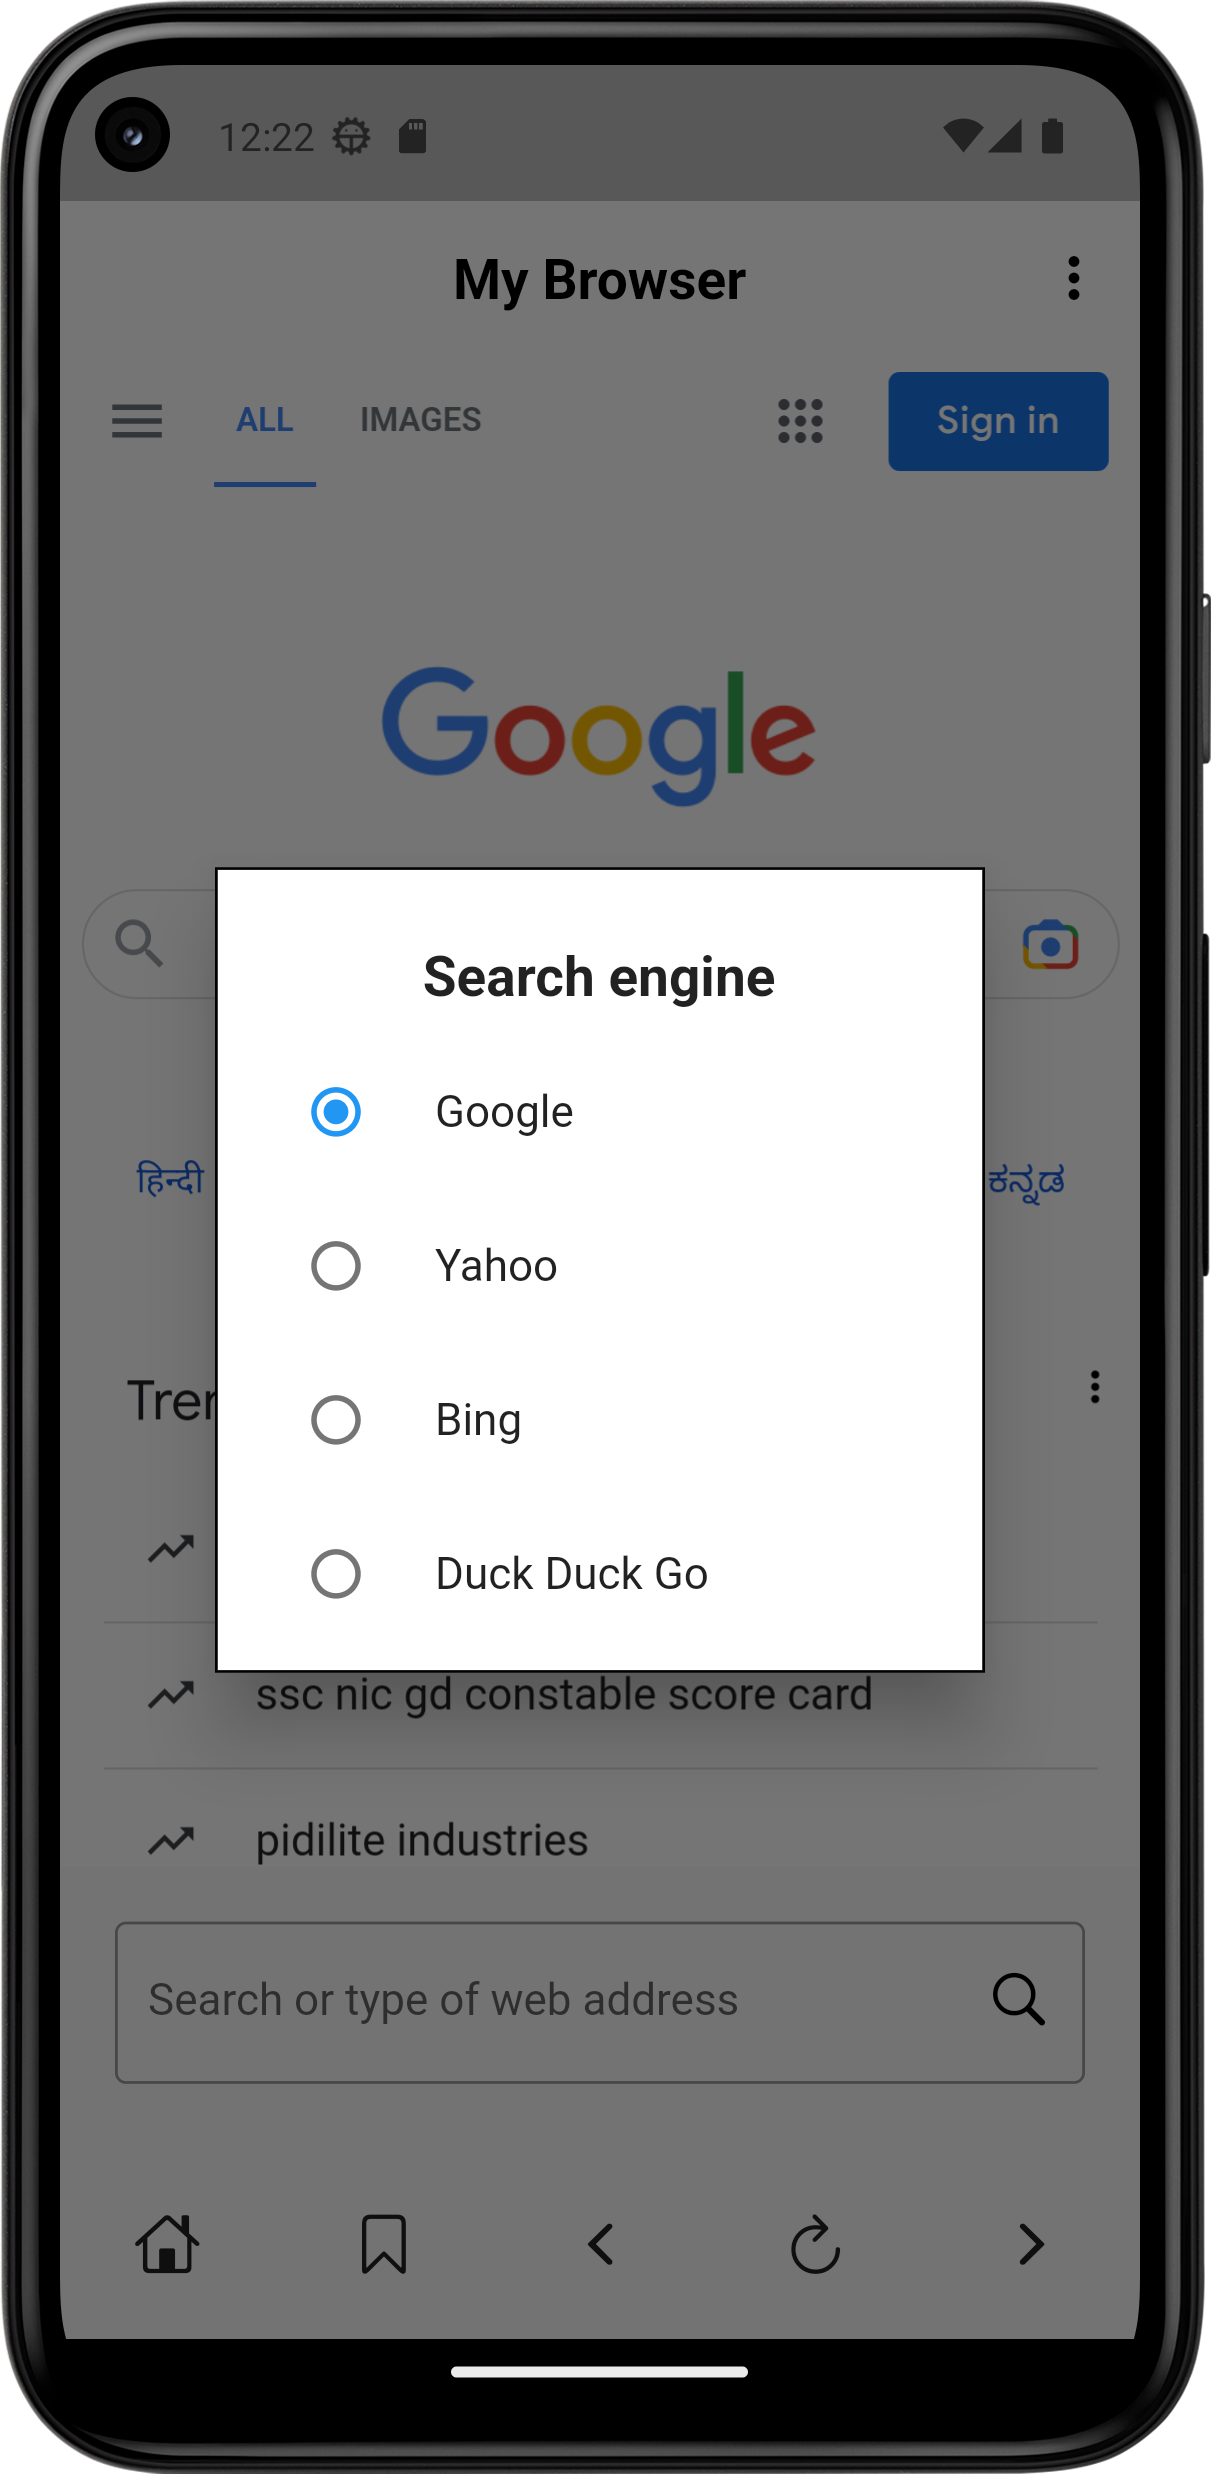 12:22
My Browser
ALL IMAGES Sign in
Google
Search engine
Google
हिन्दी ಕನ್ನಡ
Yahoo
Bing
Duck Duck Go
ssc nic gd constable score card
pidilite industries
Search or type of web address